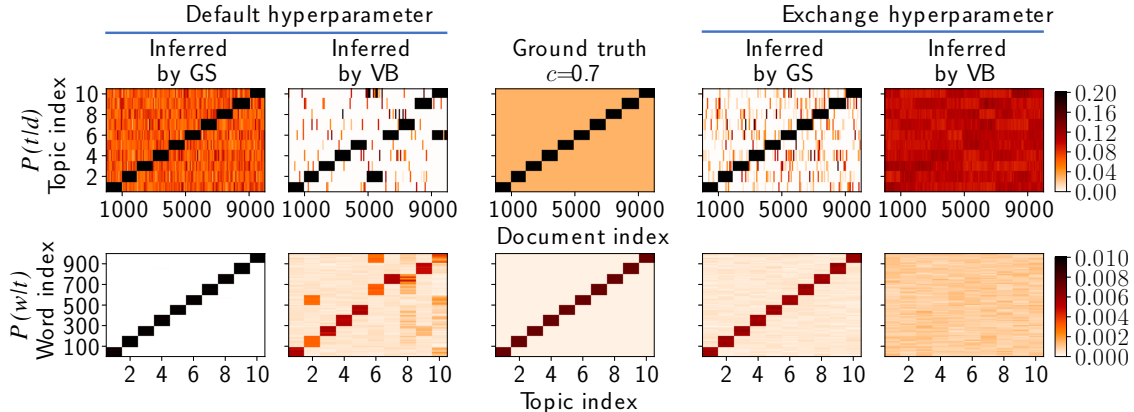 Default hyperparameter
Exchange hyperparameter
Inferred by GS
Inferred by VB
Ground truth c=0.7
Inferred by GS
Inferred by VB
P(t/d)
Topic index
10
8
6
4
2
1000 5000 9000
1000 5000 9000
1000 5000 9000
1000 5000 9000
1000 5000 9000
0.20
0.16
0.12
0.08
0.04
0.00
Document index
P(w/t)
Word index
900
700
500
300
100
2 4 6 8 10
2 4 6 8 10
2 4 6 8 10
2 4 6 8 10
2 4 6 8 10
0.010
0.008
0.006
0.004
0.002
0.000
Topic index